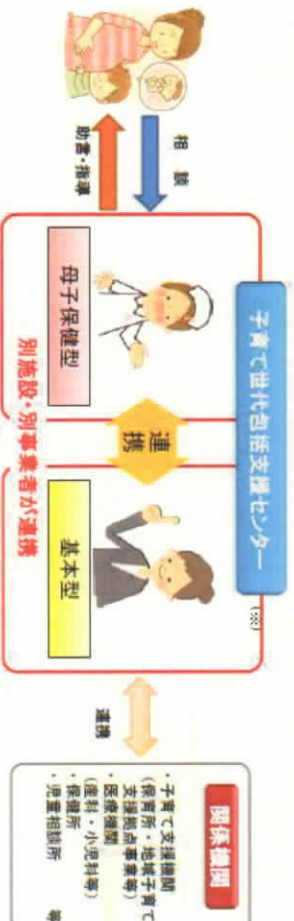 子育て世代包括支援センター
(※)
相談
助言・指導
母子保健型
連携
基本型
別施設・別事業者が連携
連携
関係機関
・子育て支援機関
(保育所・地域子育て
支援拠点事業等)
・医療機関
(産科・小児科等)
・保健所
・児童相談所
等